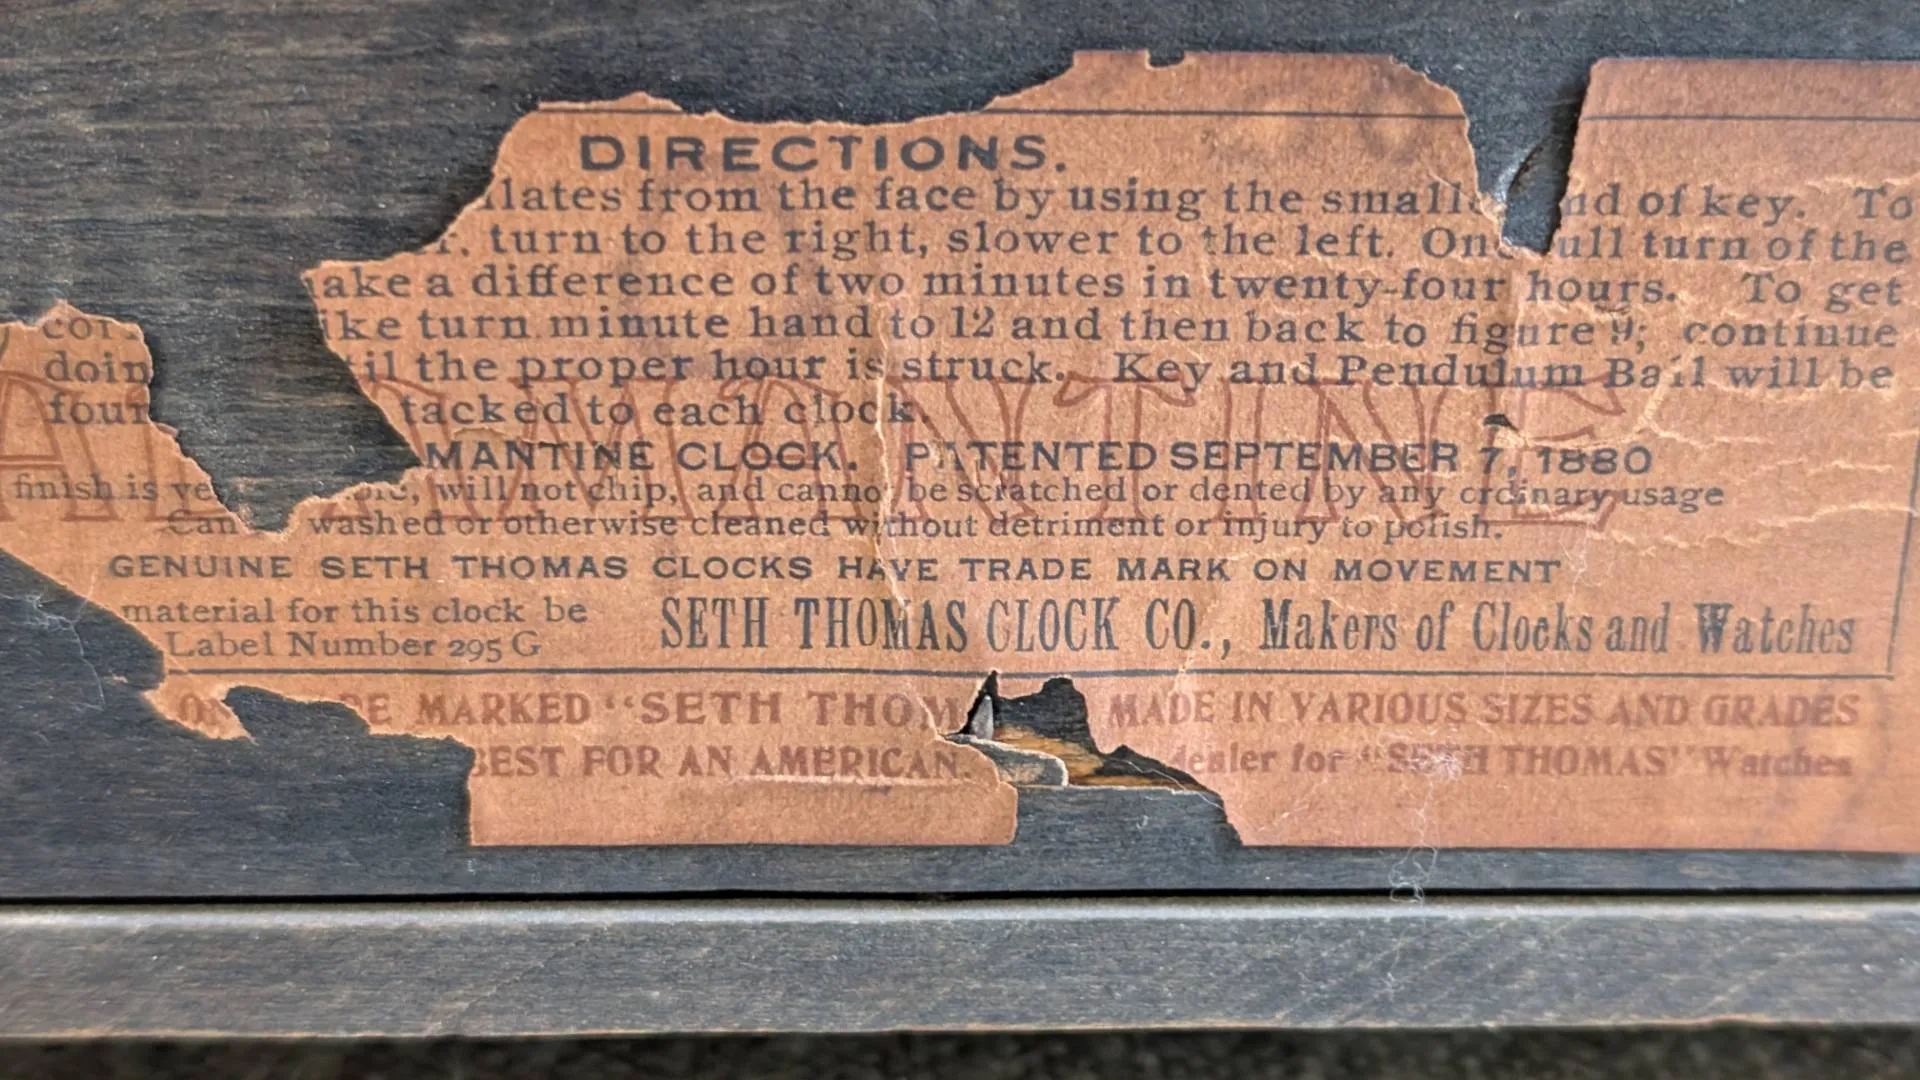 DIRECTIONS.
lates from the face by using the small nd of key. To
r, turn to the right, slower to the left. One ull turn of the
ake a difference of two minutes in twenty-four hours. To get
cor ike turn minute hand to 12 and then back to figure 9; continue
doin til the proper hour is struck. Key and Pendulum Ball will be
four tacked to each clock.
MANTINE CLOCK. PATENTED SEPTEMBER 7, 1880
ADAMANTINE
finish is ve ble, will not chip, and cannot be scratched or dented by any ordinary usage
Can washed or otherwise cleaned without detriment or injury to polish.
GENUINE SETH THOMAS CLOCKS HAVE TRADE MARK ON MOVEMENT
material for this clock be SETH THOMAS CLOCK CO., Makers of Clocks and Watches
Label Number 295 G
ON E MARKED "SETH THOM MADE IN VARIOUS SIZES AND GRADES
BEST FOR AN AMERICAN. dealer for "SETH THOMAS" Watches